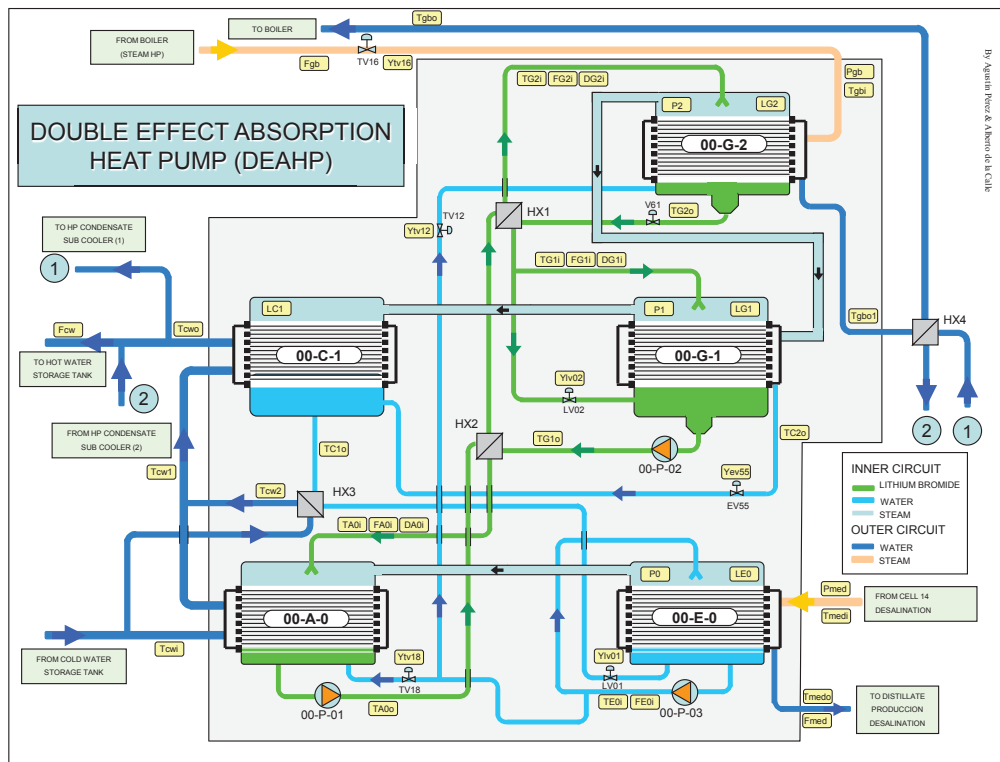 Tgbo
TO BOILER
FROM BOILER
(STEAM HP)
Fgb
TV16
Ytv16
By Agustín Pérez & Alberto de la Calle
Pgb
Tgbi
TG2i
FG2i
DG2i
P2
LG2
00-G-2
DOUBLE EFFECT ABSORPTION
HEAT PUMP (DEAHP)
TV12
Ytv12
HX1
V61
TG2o
TO HP CONDENSATE
SUB COOLER (1)
1
TG1i
FG1i
DG1i
LC1
P1
LG1
Fcw
Tcwo
Tgbo1
HX4
00-C-1
00-G-1
TO HOT WATER
STORAGE TANK
2
Ylv02
LV02
2
1
FROM HP CONDENSATE
SUB COOLER (2)
HX2
TG1o
00-P-02
TC2o
TC1o
Tcw1
Tcw2
HX3
Yev55
EV55
INNER CIRCUIT
LITHIUM BROMIDE
WATER
STEAM
OUTER CIRCUIT
WATER
STEAM
TA0i
FA0i
DA0i
P0
LE0
Pmed
Tmedi
FROM CELL 14
DESALINATION
00-A-0
00-E-0
Tcwi
FROM COLD WATER
STORAGE TANK
Ytv18
TV18
Ylv01
LV01
TE0i
FE0i
00-P-03
00-P-01
TA0o
Tmedo
Fmed
TO DISTILLATE
PRODUCCION
DESALINATION